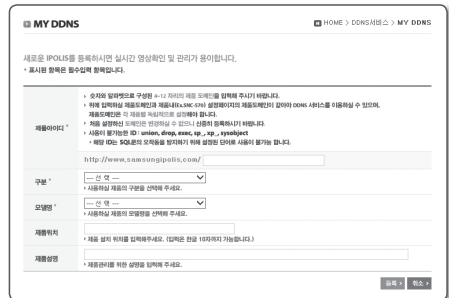 MY DDNS
HOME > DDNS서비스 > MY DDNS
새로운 IPOLIS를 등록하시면 실시간 영상확인 및 관리가 용이합니다.
* 표시된 항목은 필수입력 항목입니다.
제품아이디 *
› 숫자와 알파벳으로 구성된 4~12 자리의 제품 도메인을 입력해 주시기 바랍니다.
› 위에 입력하실 제품도메인과 제품내(Ex.SNC-570) 설정페이지의 제품도메인이 같아야 DDNS 서비스를 이용하실 수 있으며,
제품도메인은 각 제품별 독립적으로 설정해야 합니다.
› 처음 설정하신 도메인은 변경하실 수 없으니 신중히 등록하시기 바랍니다.
› 사용이 불가능한 ID : union, drop, exec, sp_, xp_, sysobject
* 해당 ID는 SQL문의 오작동을 방지하기 위해 설정된 단어로 사용이 불가능 합니다.
http://www.samsungipolis.com/
구분 *
--- 선 택 ---
› 사용하실 제품의 구분을 선택해 주세요.
모델명 *
--- 선 택 ---
› 사용하실 제품의 모델명을 선택해 주세요.
제품위치
› 제품 설치 위치를 입력해주세요. (입력은 한글 10자까지 가능합니다.)
제품설명
› 제품관리를 위한 설명을 입력해 주세요.
등록 > 취소 >